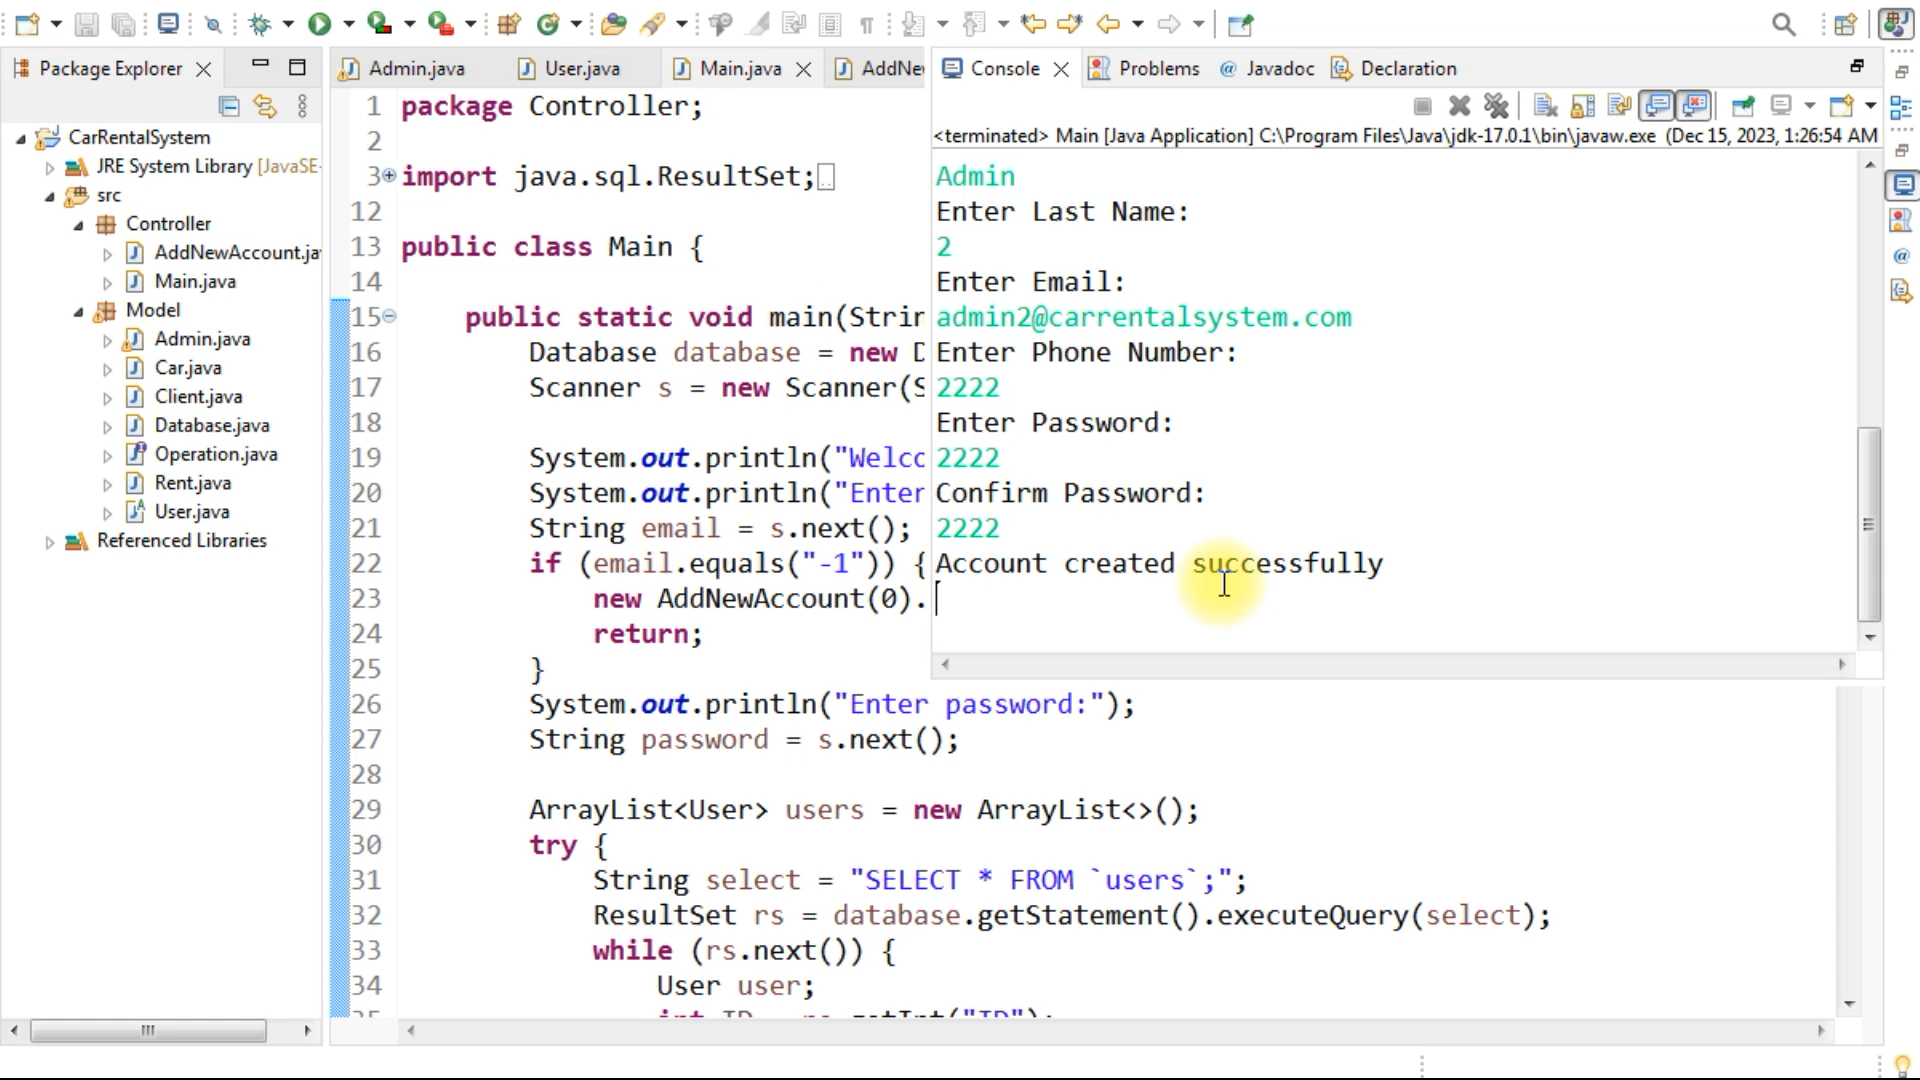 Package Explorer
CarRentalSystem
JRE System Library [JavaSE-
src
Controller
AddNewAccount.ja
Main.java
Model
Admin.java
Car.java
Client.java
Database.java
Operation.java
Rent.java
User.java
Referenced Libraries
Admin.java
User.java
Main.java
AddNe
1 package Controller;
2
3 import java.sql.ResultSet;
12
13 public class Main {
14
15 public static void main(Strin
16 Database database = new D
17 Scanner s = new Scanner(S
18
19 System.out.println("Welco
20 System.out.println("Enter
21 String email = s.next();
22 if (email.equals("-1")) {
23 new AddNewAccount(0).
24 return;
25 }
26 System.out.println("Enter password:");
27 String password = s.next();
28
29 ArrayList<User> users = new ArrayList<>();
30 try {
31 String select = "SELECT * FROM `users`;";
32 ResultSet rs = database.getStatement().executeQuery(select);
33 while (rs.next()) {
34 User user;
Console
Problems
@ Javadoc
Declaration
<terminated> Main [Java Application] C:\Program Files\Java\jdk-17.0.1\bin\javaw.exe (Dec 15, 2023, 1:26:54 AM
Admin
Enter Last Name:
2
Enter Email:
admin2@carrentalsystem.com
Enter Phone Number:
2222
Enter Password:
2222
Confirm Password:
2222
Account created successfully